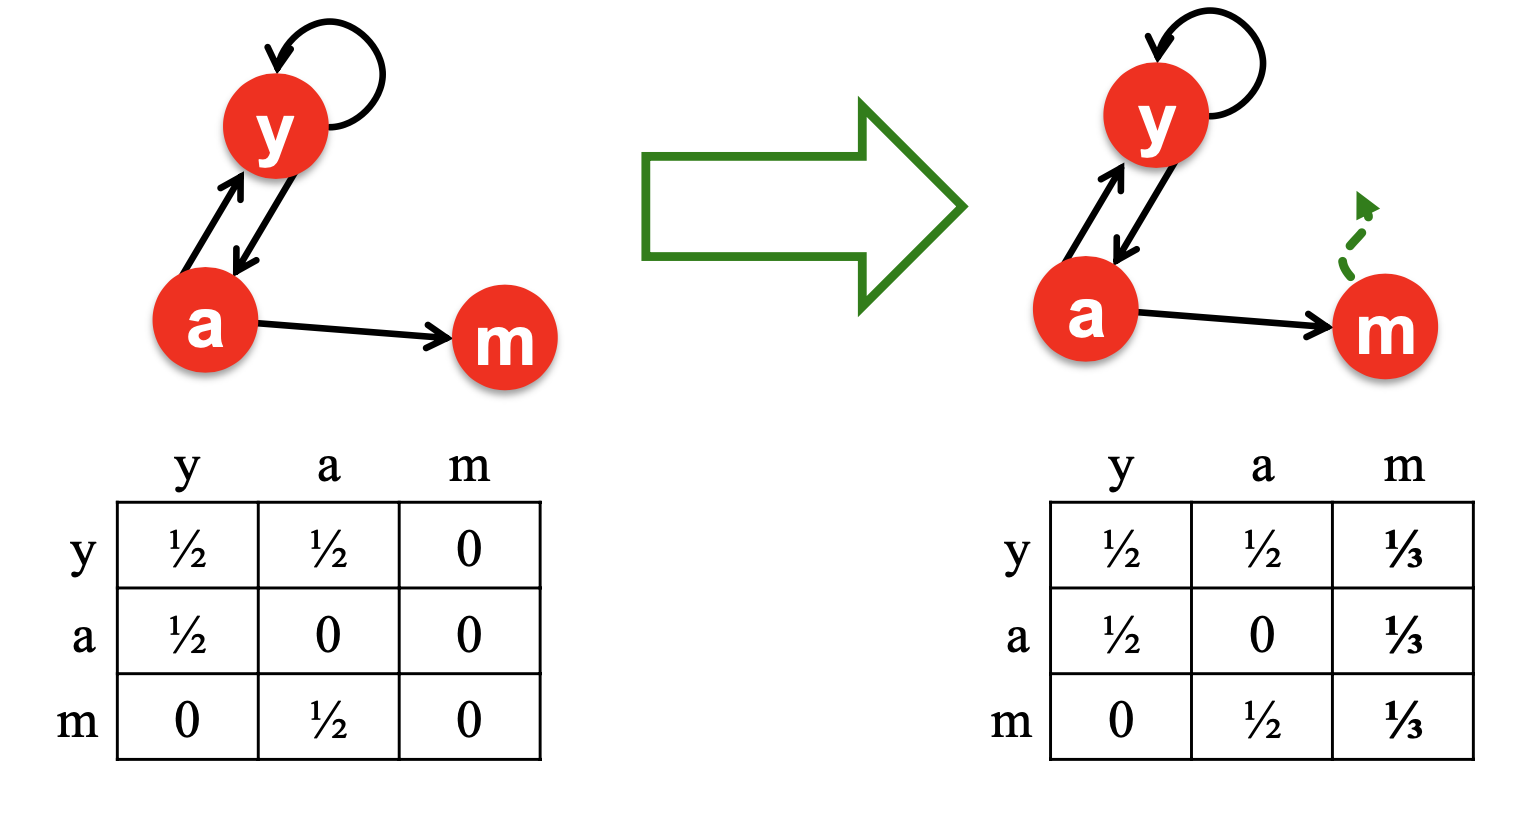 y
y
a
m
a
m
y a m
y ½ ½ 0
a ½ 0 0
m 0 ½ 0
y a m
y ½ ½ ⅓
a ½ 0 ⅓
m 0 ½ ⅓